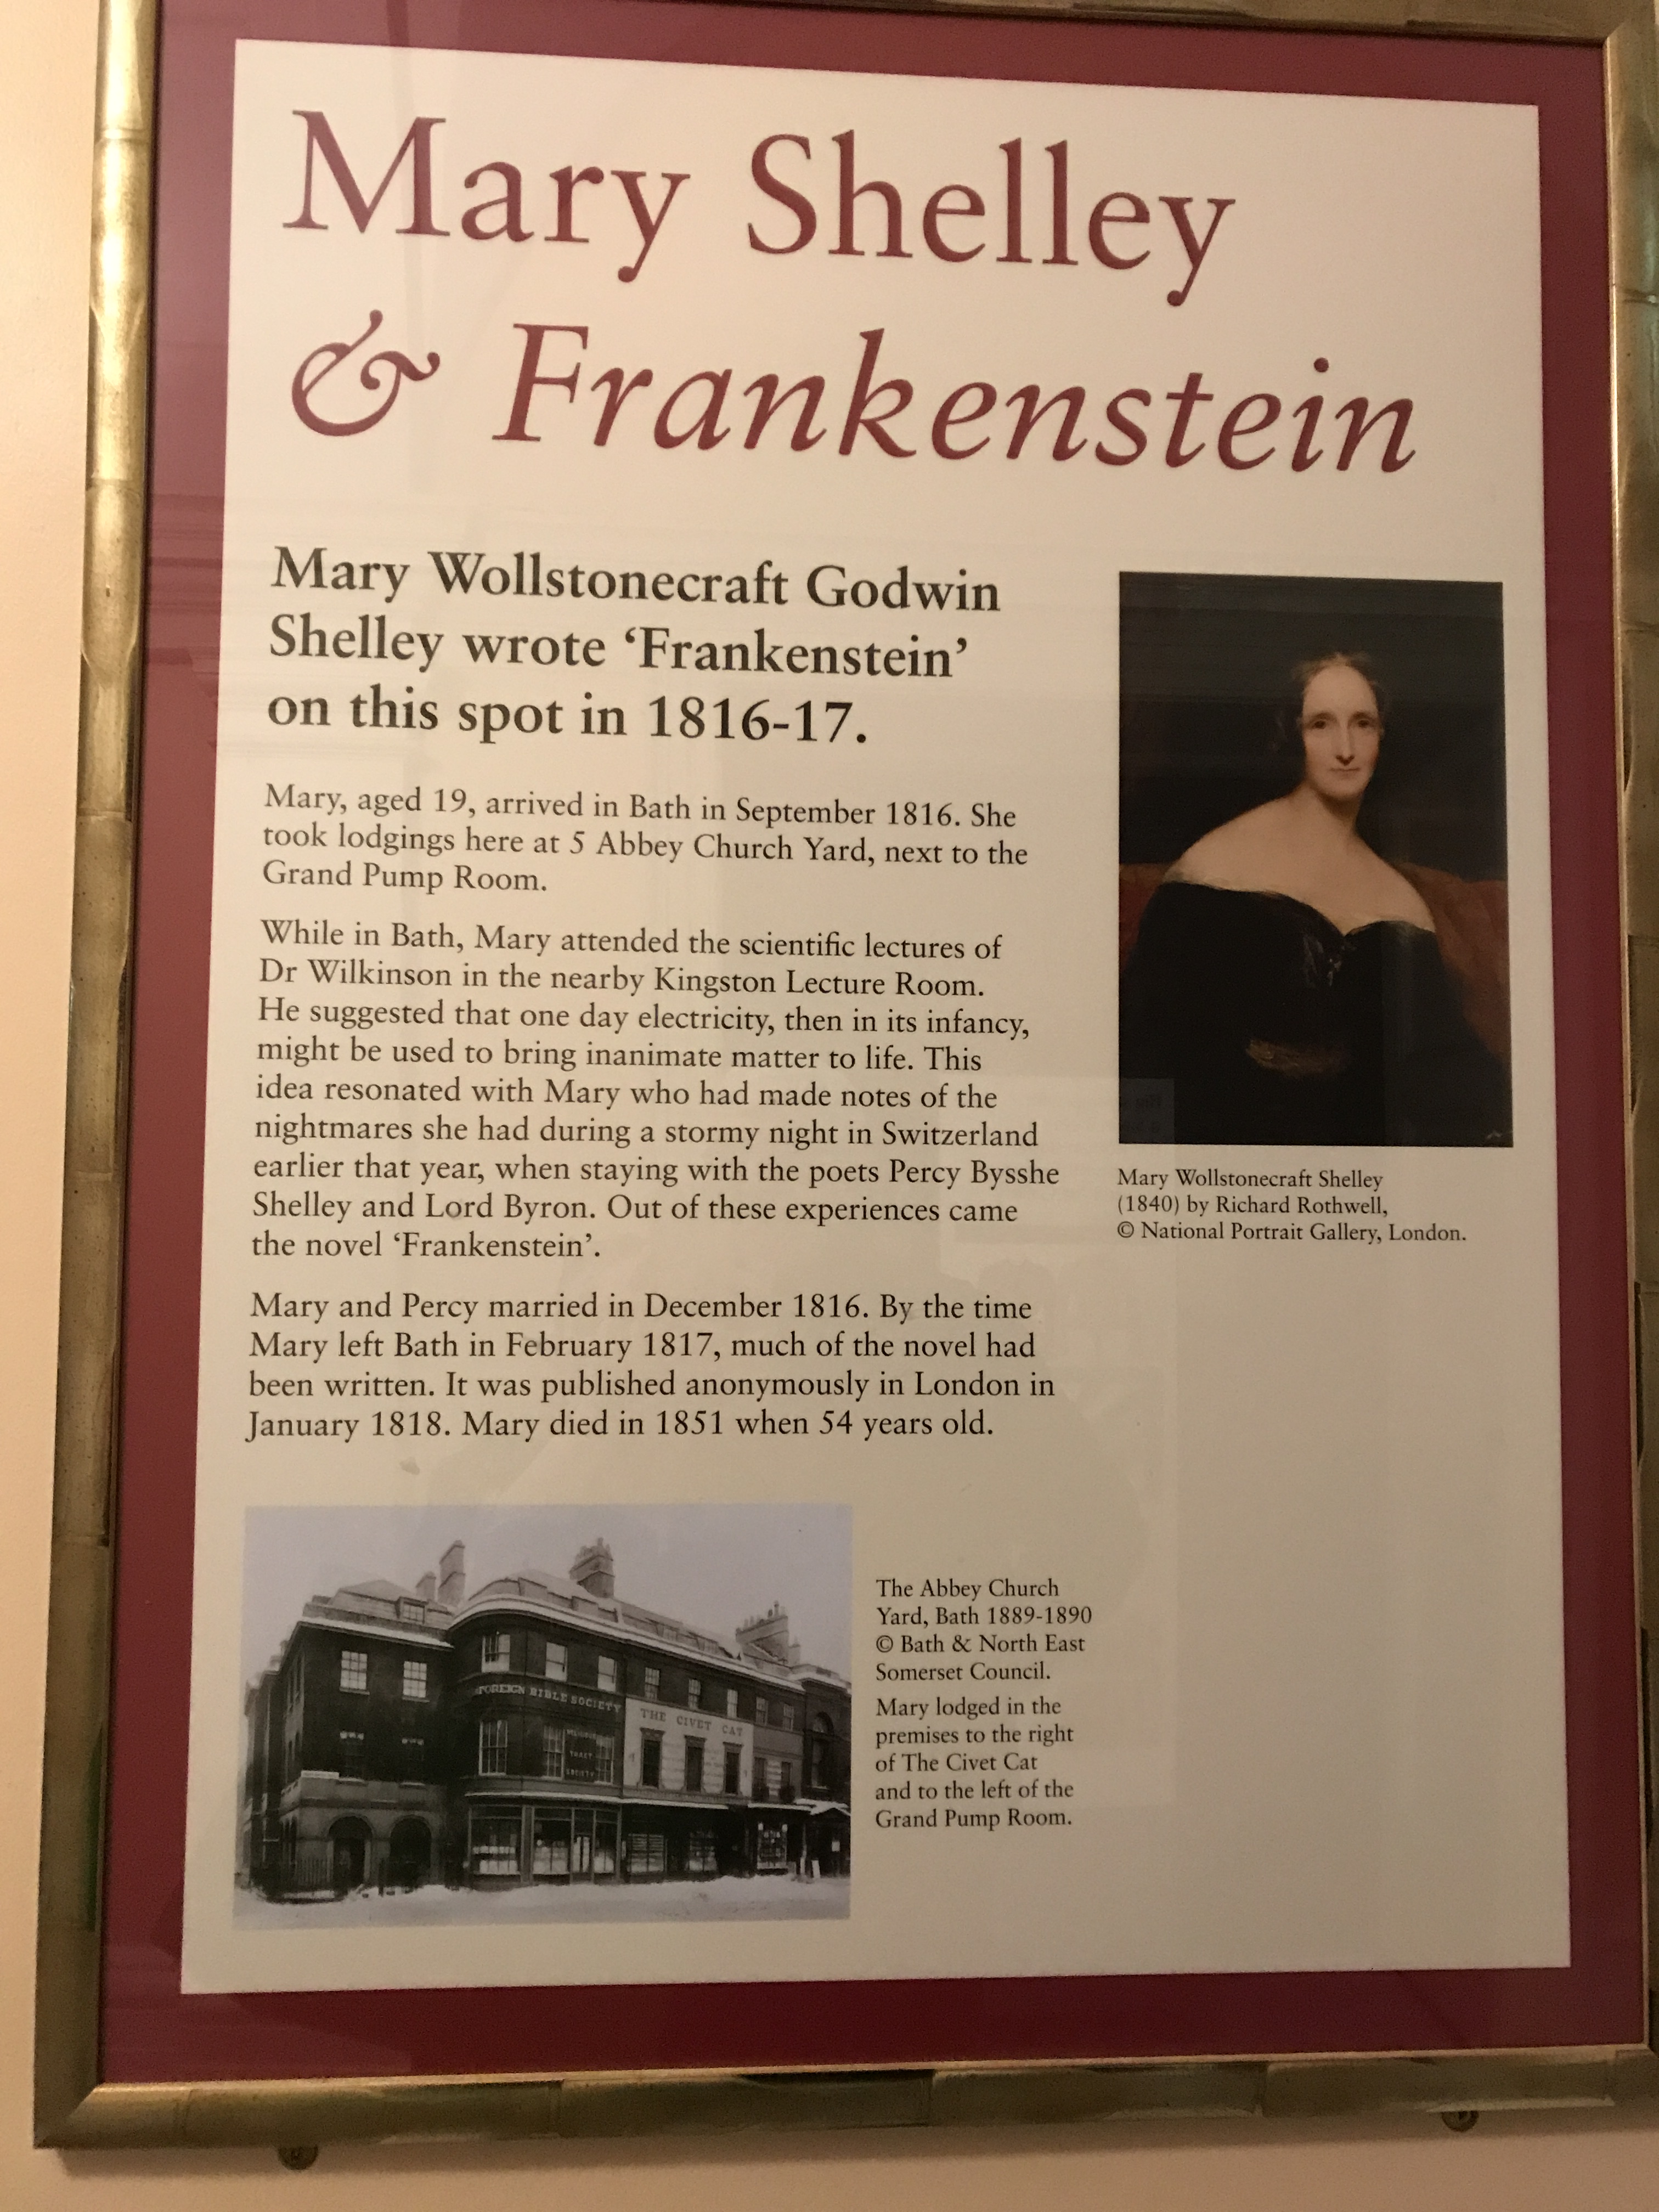 Mary Shelley
& Frankenstein
Mary Wollstonecraft Godwin
Shelley wrote ‘Frankenstein’
on this spot in 1816-17.
Mary, aged 19, arrived in Bath in September 1816. She
took lodgings here at 5 Abbey Church Yard, next to the
Grand Pump Room.
While in Bath, Mary attended the scientific lectures of
Dr Wilkinson in the nearby Kingston Lecture Room.
He suggested that one day electricity, then in its infancy,
might be used to bring inanimate matter to life. This
idea resonated with Mary who had made notes of the
nightmares she had during a stormy night in Switzerland
earlier that year, when staying with the poets Percy Bysshe
Shelley and Lord Byron. Out of these experiences came
the novel ‘Frankenstein’.
Mary and Percy married in December 1816. By the time
Mary left Bath in February 1817, much of the novel had
been written. It was published anonymously in London in
January 1818. Mary died in 1851 when 54 years old.
Mary Wollstonecraft Shelley
(1840) by Richard Rothwell,
© National Portrait Gallery, London.
FOREIGN BIBLE SOCIETY
THE CIVET CAT
TRACT
SOCIETY
The Abbey Church
Yard, Bath 1889-1890
© Bath & North East
Somerset Council.
Mary lodged in the
premises to the right
of The Civet Cat
and to the left of the
Grand Pump Room.